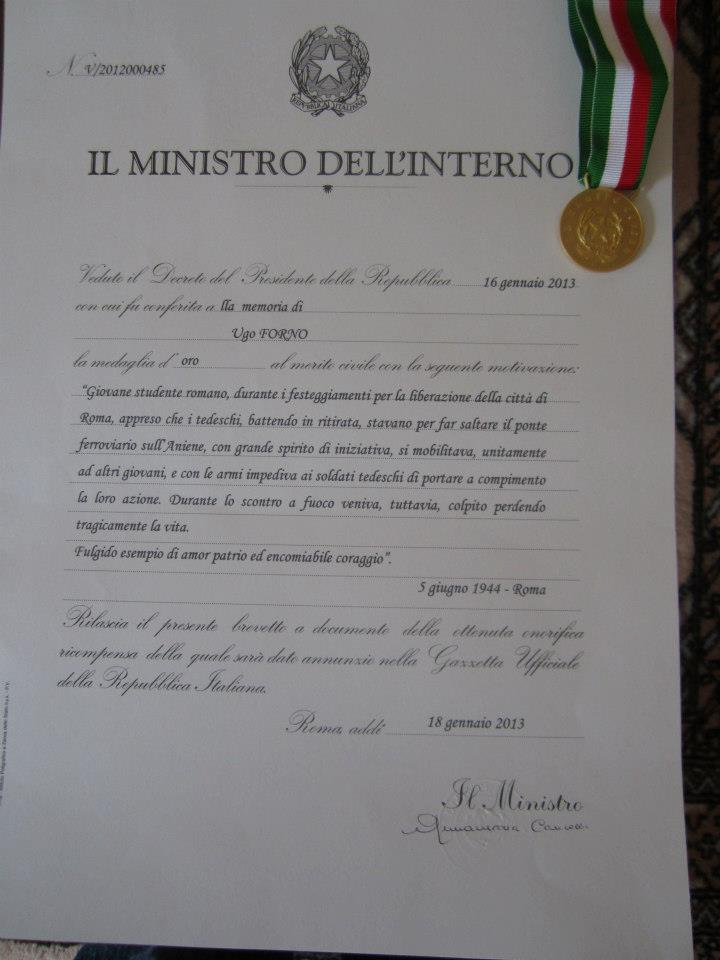 N. V/2012000485
REPVBBLICA ITALIANA
IL MINISTRO DELL'INTERNO
Veduto il Decreto del Presidente della Repubblica 16 gennaio 2013
con cui fu conferita a lla memoria di
Ugo FORNO
la medaglia d' oro al merito civile con la seguente motivazione:
"Giovane studente romano, durante i festeggiamenti per la liberazione della città di
Roma, appreso che i tedeschi, battendo in ritirata, stavano per far saltare il ponte
ferroviario sull'Aniene, con grande spirito di iniziativa, si mobilitava, unitamente
ad altri giovani, e con le armi impediva ai soldati tedeschi di portare a compimento
la loro azione. Durante lo scontro a fuoco veniva, tuttavia, colpito perdendo
tragicamente la vita.
Fulgido esempio di amor patrio ed encomiabile coraggio".
5 giugno 1944 - Roma
Rilascia il presente brevetto a documento della ottenuta onorifica
ricompensa della quale sarà dato annunzio nella Gazzetta Ufficiale
della Repubblica Italiana.
Roma, addì 18 gennaio 2013
Il Ministro